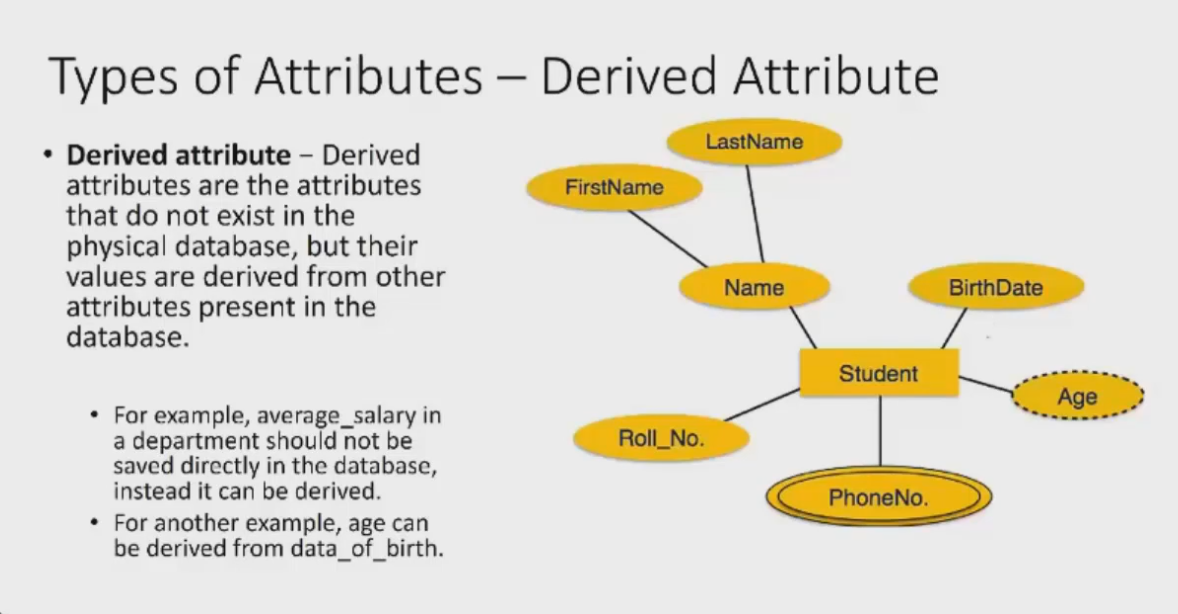 Types of Attributes – Derived Attribute
• Derived attribute – Derived
attributes are the attributes
that do not exist in the
physical database, but their
values are derived from other
attributes present in the
database.
• For example, average_salary in
a department should not be
saved directly in the database,
instead it can be derived.
• For another example, age can
be derived from data_of_birth.
LastName
FirstName
Name
BirthDate
Student
Age
Roll_No.
PhoneNo.